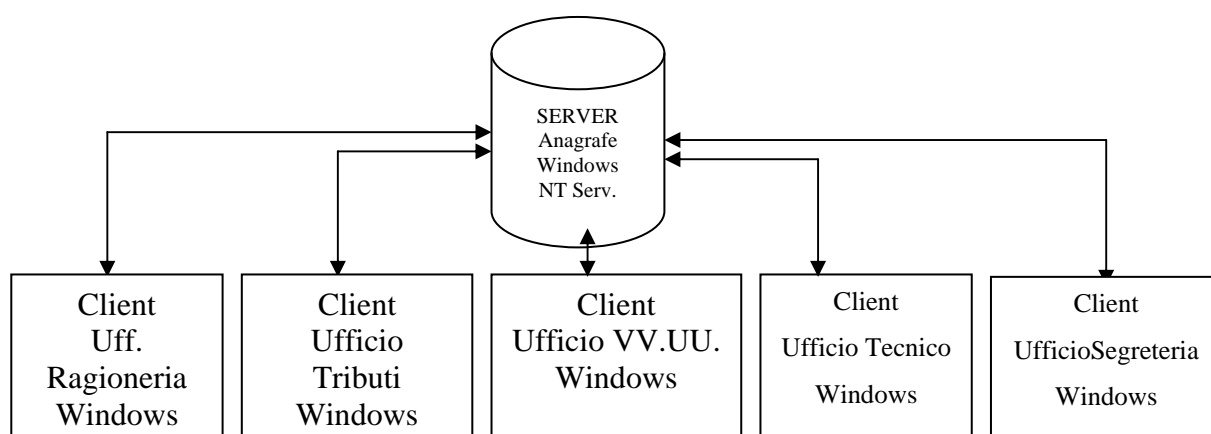 SERVER
Anagrafe
Windows
NT Serv.
Client
Uff.
Ragioneria
Windows
Client
Ufficio
Tributi
Windows
Client
Ufficio VV.UU.
Windows
Client
Ufficio Tecnico
Windows
Client
UfficioSegreteria
Windows